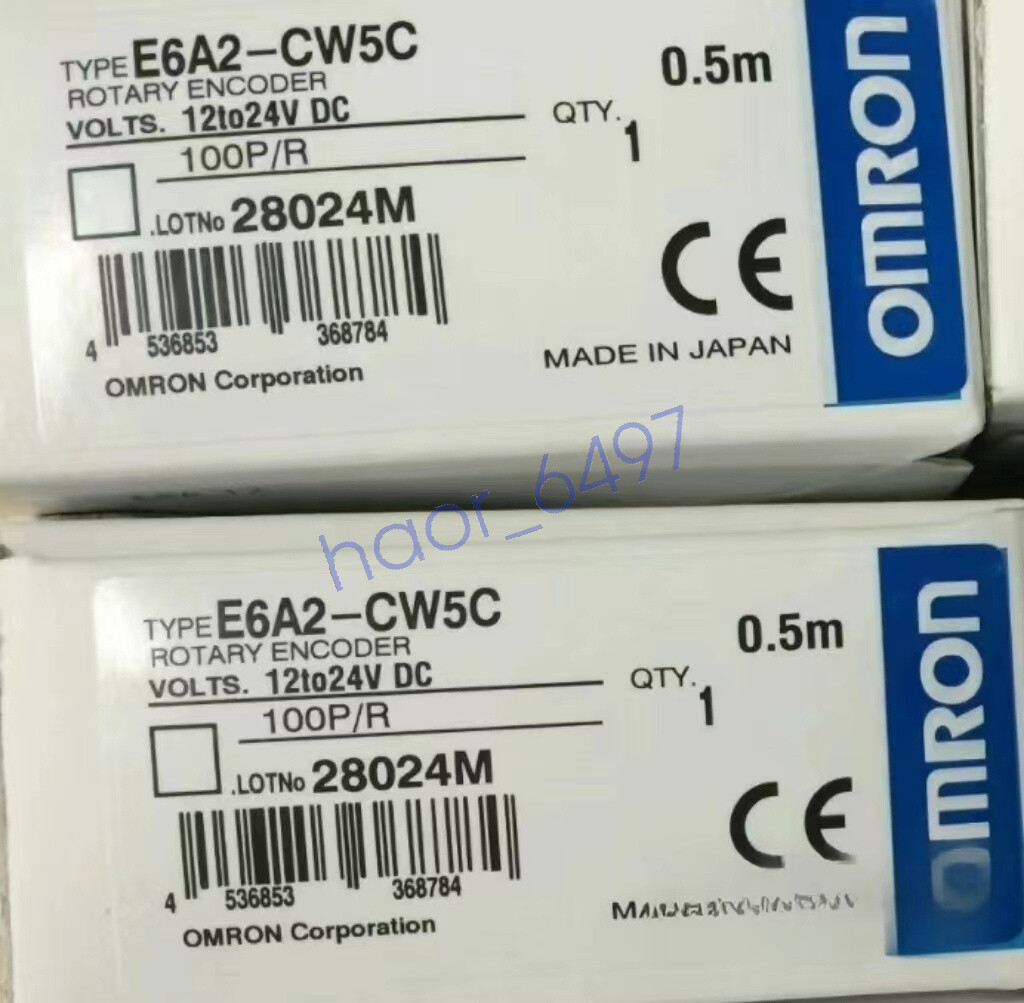 TYPE E6A2-CW5C
0.5m
ROTARY ENCODER
VOLTS. 12to24V DC
QTY. 1
100P/R
.LOTNo 28024M
4 536853 368784
OMRON Corporation
CE
MADE IN JAPAN
OMRON
haor_6497
TYPE E6A2-CW5C
0.5m
ROTARY ENCODER
VOLTS. 12to24V DC
QTY. 1
100P/R
.LOTNo 28024M
4 536853 368784
OMRON Corporation
CE
OMRON